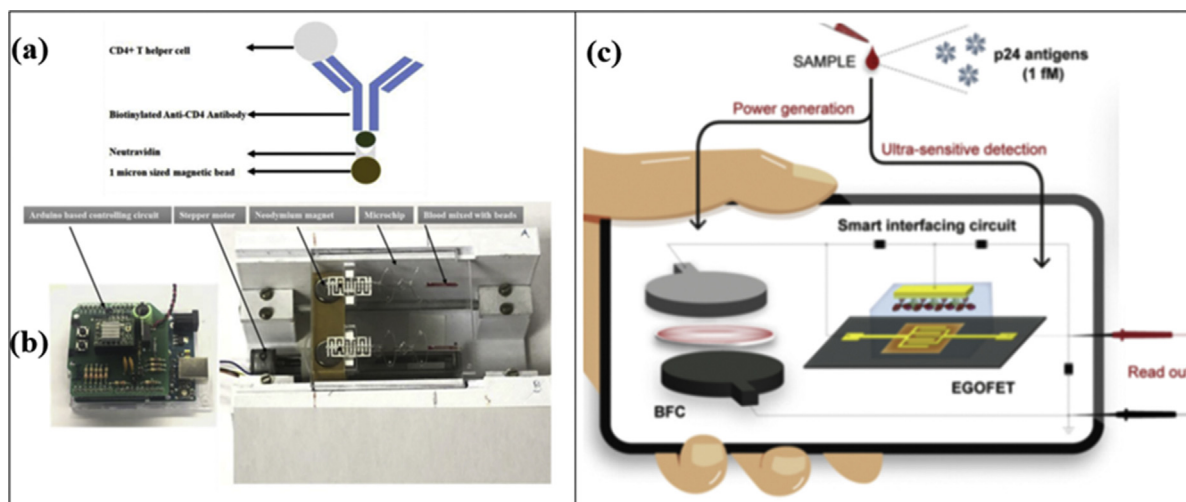 (a)
CD4+ T helper cell
Biotinylated Anti-CD4 Antibody
Neutravidin
1 micron sized magnetic bead
Arduino based controlling circuit
Stepper motor
Neodymium magnet
Microchip
Blood mixed with beads
A
(b)
B
(c)
SAMPLE
p24 antigens
(1 fM)
Power generation
Ultra-sensitive detection
Smart interfacing circuit
BFC
EGOFET
Read ou